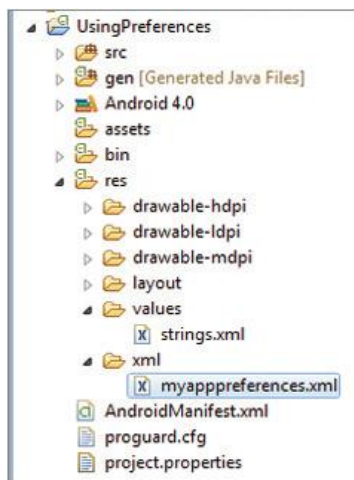 UsingPreferences
src
gen [Generated Java Files]
Android 4.0
assets
bin
res
drawable-hdpi
drawable-ldpi
drawable-mdpi
layout
values
strings.xml
xml
myapppreferences.xml
AndroidManifest.xml
proguard.cfg
project.properties